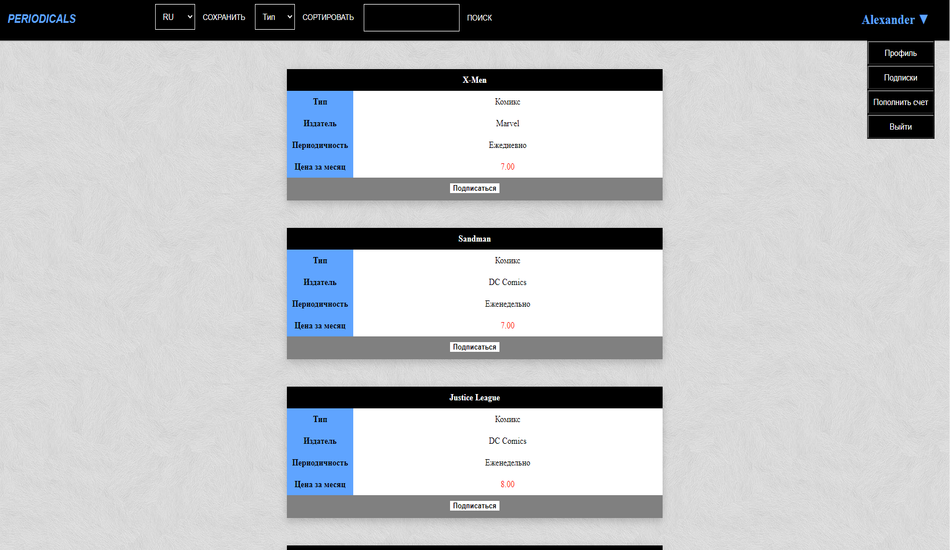 PERIODICALS
RU СОХРАНИТЬ Тип СОРТИРОВАТЬ ПОИСК
Alexander ▼
Профиль
Подписки
Пополнить счет
Выйти
X-Men
Тип Комикс
Издатель Marvel
Периодичность Ежедневно
Цена за месяц 7.00
Подписаться
Sandman
Тип Комикс
Издатель DC Comics
Периодичность Еженедельно
Цена за месяц 7.00
Подписаться
Justice League
Тип Комикс
Издатель DC Comics
Периодичность Еженедельно
Цена за месяц 8.00
Подписаться